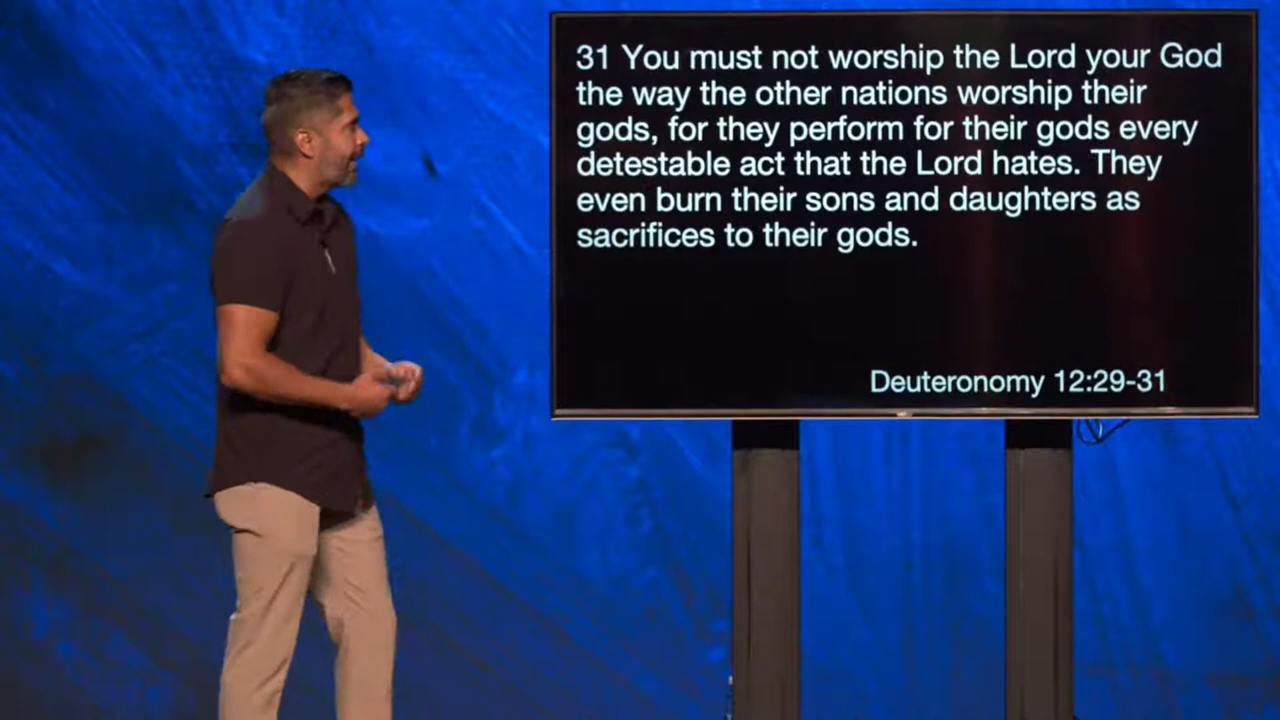 31 You must not worship the Lord your God
the way the other nations worship their
gods, for they perform for their gods every
detestable act that the Lord hates. They
even burn their sons and daughters as
sacrifices to their gods.
Deuteronomy 12:29-31